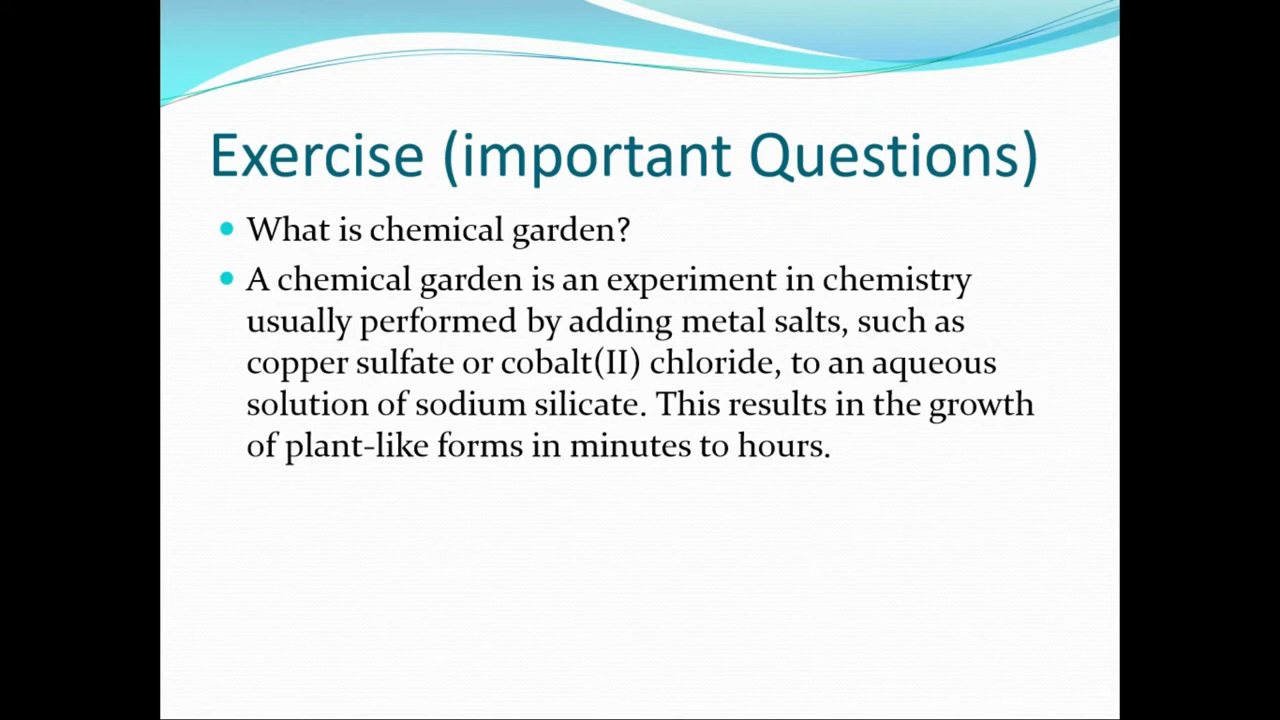 Exercise (important Questions)
What is chemical garden?
A chemical garden is an experiment in chemistry
usually performed by adding metal salts, such as
copper sulfate or cobalt(II) chloride, to an aqueous
solution of sodium silicate. This results in the growth
of plant-like forms in minutes to hours.